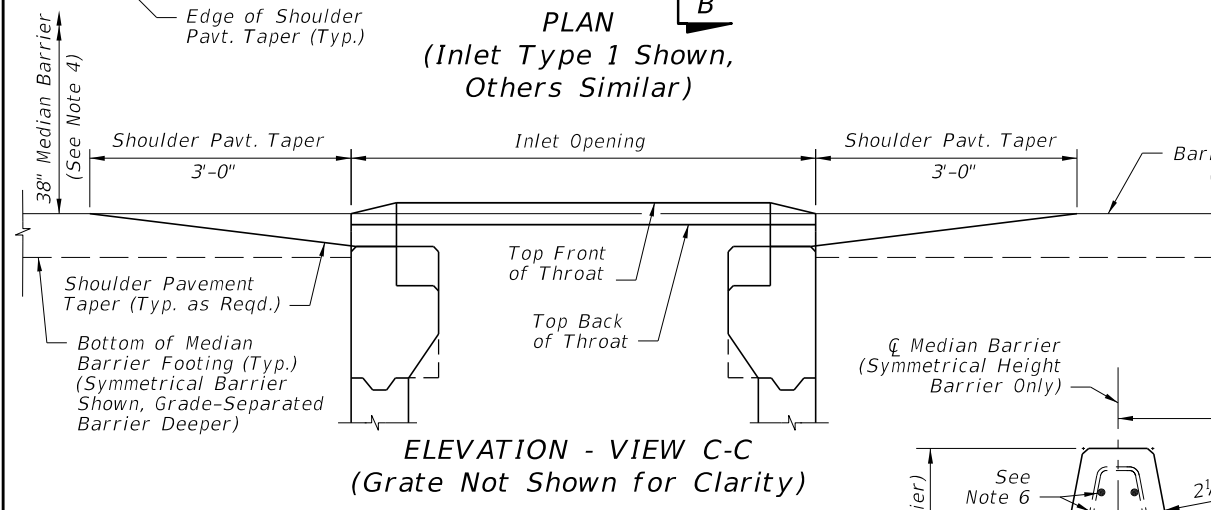 Edge of Shoulder
Pavt. Taper (Typ.)
PLAN
(Inlet Type 1 Shown,
Others Similar)
B
38" Median Barrier
(See Note 4)
Shoulder Pavt. Taper
3'-0"
Inlet Opening
Shoulder Pavt. Taper
3'-0"
Top Front
of Throat
Top Back
of Throat
Shoulder Pavement
Taper (Typ. as Reqd.)
Bottom of Median
Barrier Footing (Typ.)
(Symmetrical Barrier
Shown, Grade-Separated
Barrier Deeper)
℄ Median Barrier
(Symmetrical Height
Barrier Only)
ELEVATION - VIEW C-C
(Grate Not Shown for Clarity)
See
Note 6